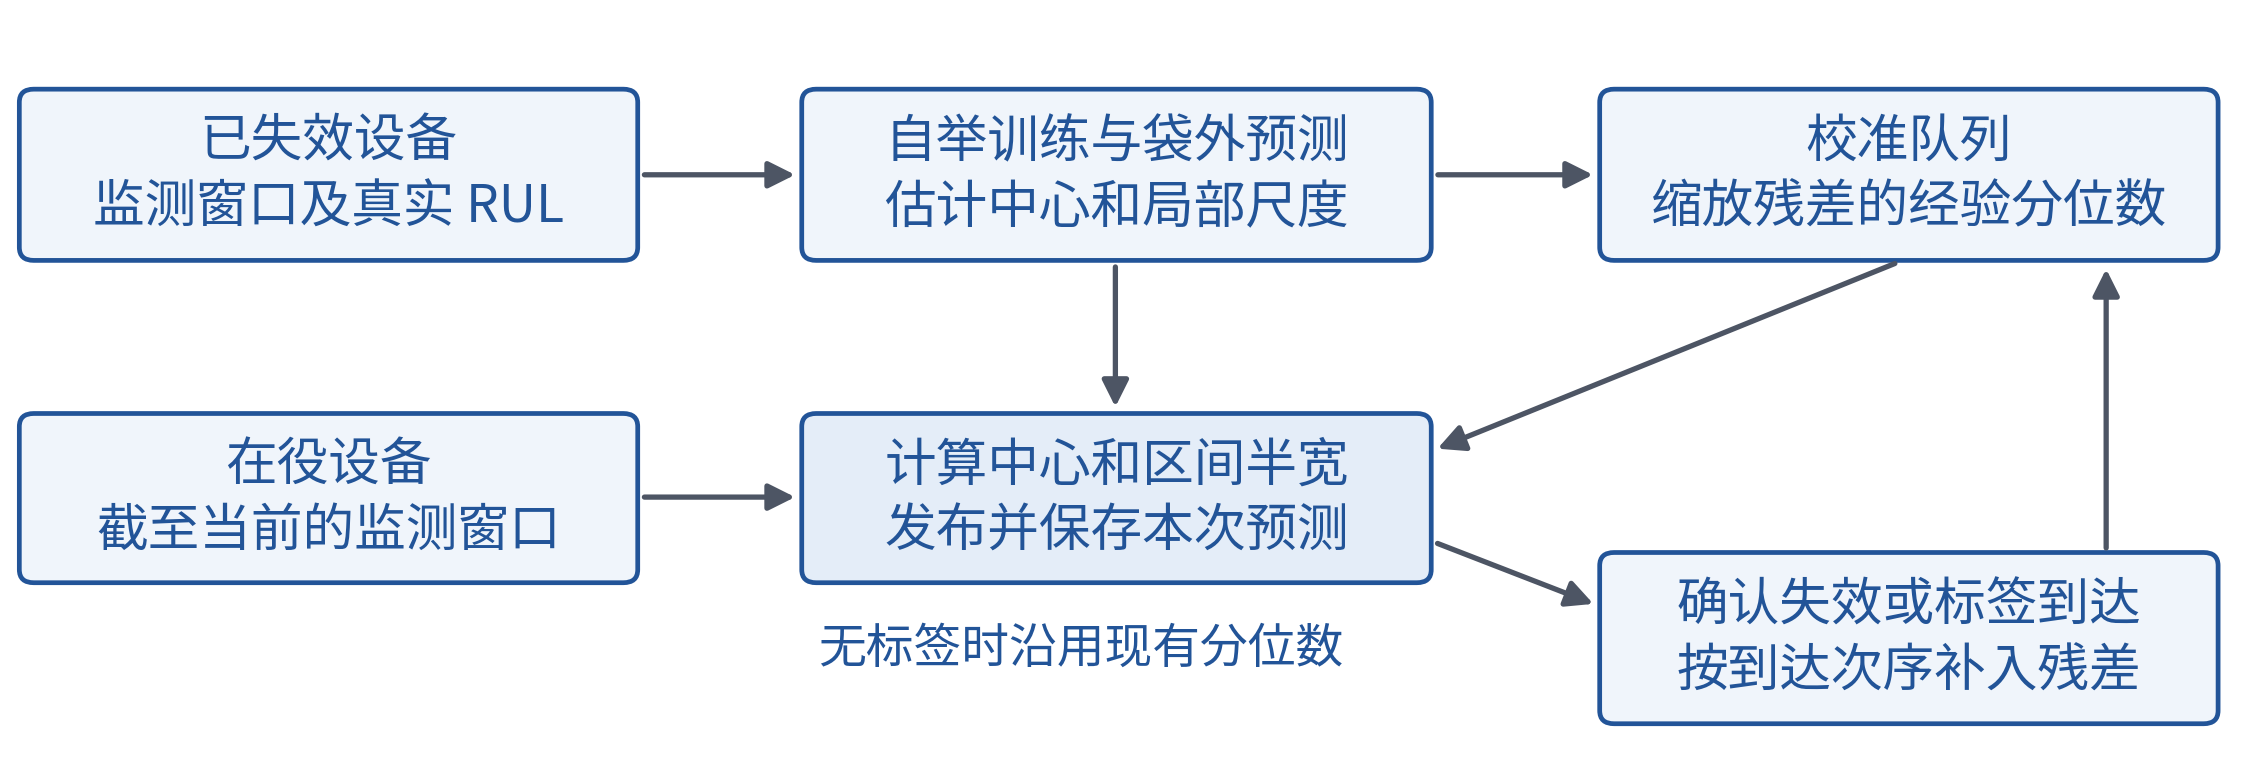 已失效设备
监测窗口及真实 RUL
自举训练与袋外预测
估计中心和局部尺度
校准队列
缩放残差的经验分位数
在役设备
截至当前的监测窗口
计算中心和区间半宽
发布并保存本次预测
无标签时沿用现有分位数
确认失效或标签到达
按到达次序补入残差